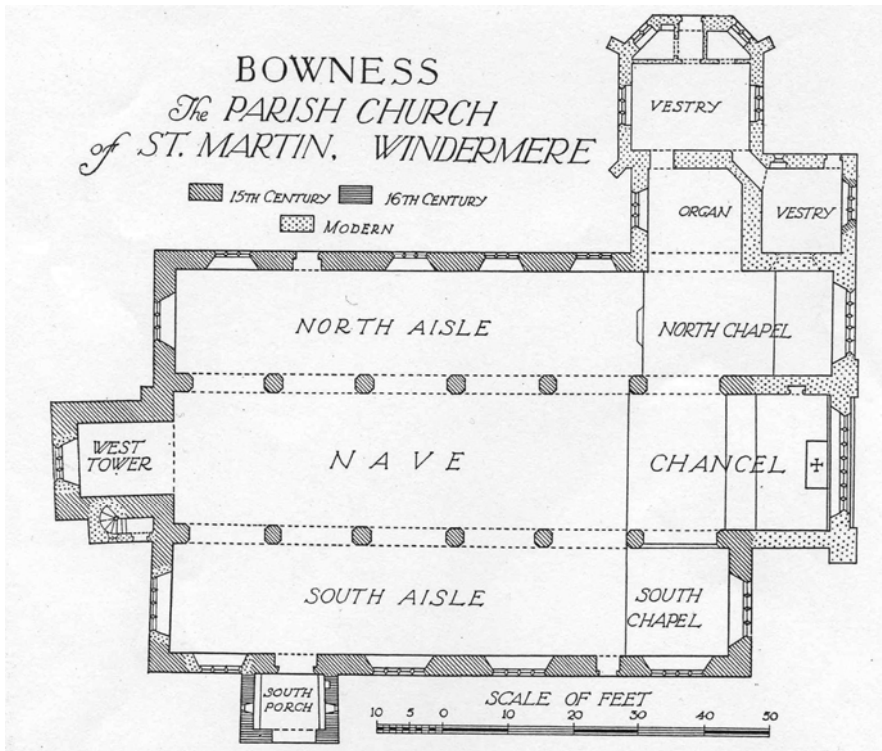 BOWNESS
The PARISH CHURCH
of ST. MARTIN, WINDERMERE
15TH CENTURY 16TH CENTURY
MODERN
VESTRY
ORGAN
VESTRY
NORTH AISLE
NORTH CHAPEL
WEST
TOWER
NAVE
CHANCEL
SOUTH AISLE
SOUTH
CHAPEL
SOUTH
PORCH
SCALE OF FEET
10 5 0 10 20 30 40 50